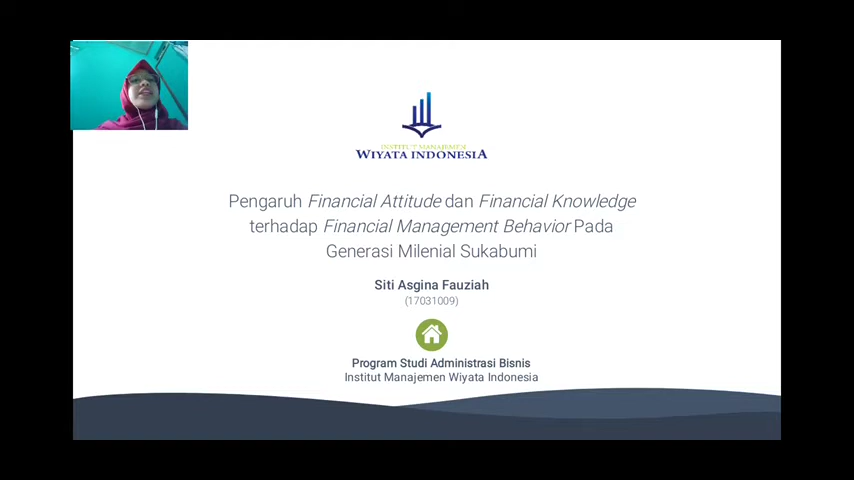 INSTITUT MANAJEMEN
WIYATA INDONESIA
Pengaruh Financial Attitude dan Financial Knowledge
terhadap Financial Management Behavior Pada
Generasi Milenial Sukabumi
Siti Asgina Fauziah
(17031009)
Program Studi Administrasi Bisnis
Institut Manajemen Wiyata Indonesia